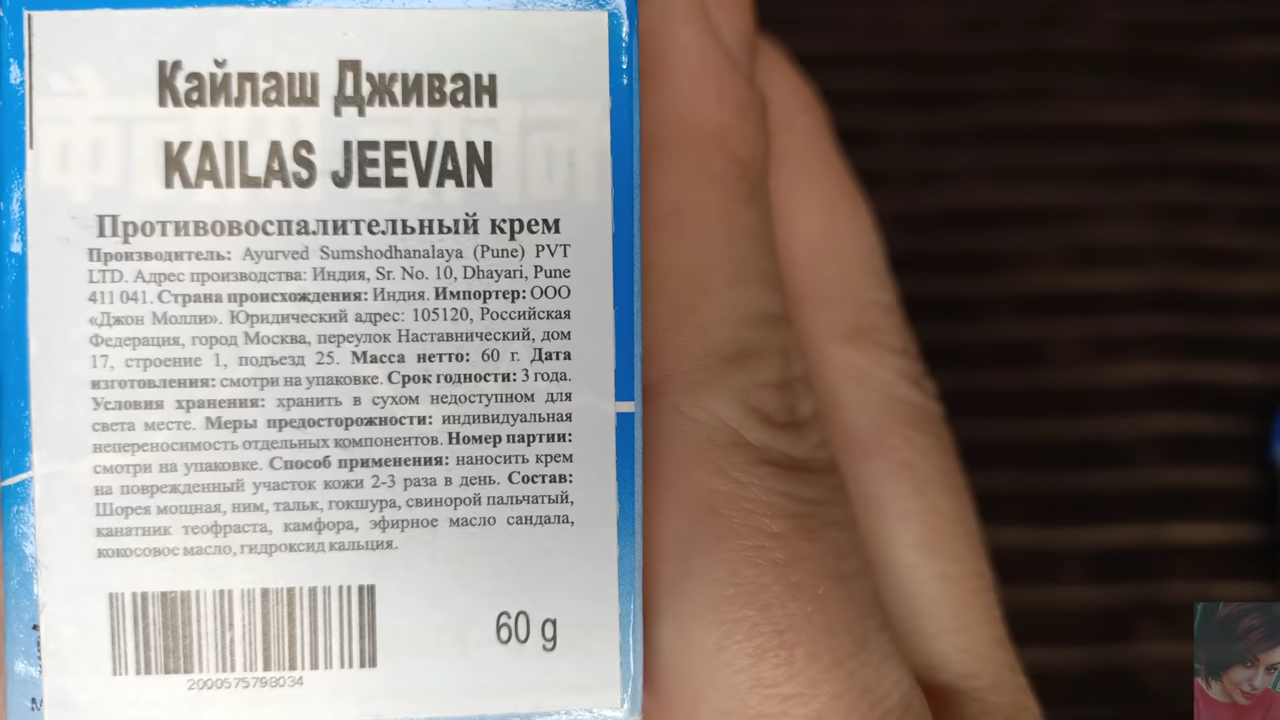 Кайлаш Дживан
KAILAS JEEVAN
Противовоспалительный крем
Производитель: Ayurved Sumshodhanalaya (Pune) PVT
LTD. Адрес производства: Индия, Sr. No. 10, Dhayari, Pune
411 041. Страна происхождения: Индия. Импортер: ООО
«Джон Молли». Юридический адрес: 105120, Российская
Федерация, город Москва, переулок Наставнический, дом
17, строение 1, подъезд 25. Масса нетто: 60 г. Дата
изготовления: смотри на упаковке. Срок годности: 3 года.
Условия хранения: хранить в сухом недоступном для
света месте. Меры предосторожности: индивидуальная
непереносимость отдельных компонентов. Номер партии:
смотри на упаковке. Способ применения: наносить крем
на поврежденный участок кожи 2-3 раза в день. Состав:
Шорея мощная, ним, тальк, гокшура, свинорой пальчатый,
канатник теофраста, камфора, эфирное масло сандала,
кокосовое масло, гидроксид кальция.
60 g
2000575798034